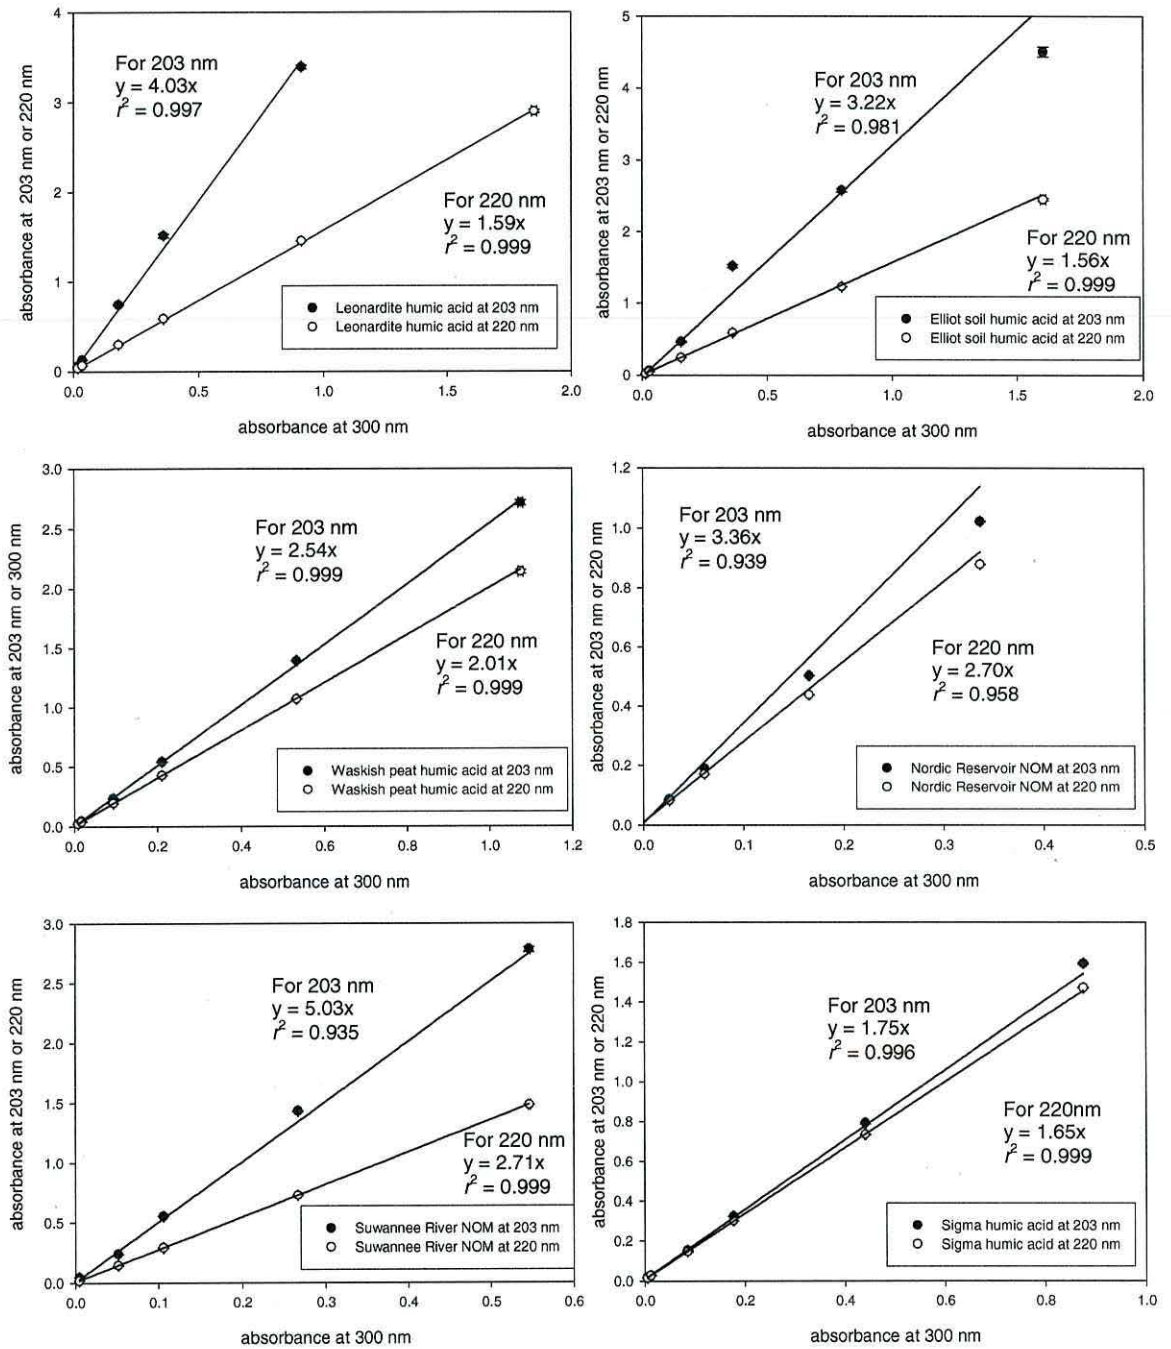 4
3
2
1
0
absorbance at 203 nm or 220 nm
For 203 nm
y = 4.03x
r² = 0.997
For 220 nm
y = 1.59x
r² = 0.999
Leonardite humic acid at 203 nm
Leonardite humic acid at 220 nm
0.0 0.5 1.0 1.5 2.0
absorbance at 300 nm
5
4
3
2
1
0
absorbance at 203 nm or 220 nm
For 203 nm
y = 3.22x
r² = 0.981
For 220 nm
y = 1.56x
r² = 0.999
Elliot soil humic acid at 203 nm
Elliot soil humic acid at 220 nm
0.0 0.5 1.0 1.5 2.0
absorbance at 300 nm
3.0
2.5
2.0
1.5
1.0
0.5
0.0
absorbance at 203 nm or 300 nm
For 203 nm
y = 2.54x
r² = 0.999
For 220 nm
y = 2.01x
r² = 0.999
Waskish peat humic acid at 203 nm
Waskish peat humic acid at 220 nm
0.0 0.2 0.4 0.6 0.8 1.0 1.2
absorbance at 300 nm
1.2
1.0
0.8
0.6
0.4
0.2
0.0
absorbance at 203 nm or 220 nm
For 203 nm
y = 3.36x
r² = 0.939
For 220 nm
y = 2.70x
r² = 0.958
Nordic Reservoir NOM at 203 nm
Nordic Reservoir NOM at 220 nm
0.0 0.1 0.2 0.3 0.4 0.5
absorbance at 300 nm
3.0
2.5
2.0
1.5
1.0
0.5
0.0
absorbance at 203 nm or 220 nm
For 203 nm
y = 5.03x
r² = 0.935
For 220 nm
y = 2.71x
r² = 0.999
Suwannee River NOM at 203 nm
Suwannee River NOM at 220 nm
0.0 0.1 0.2 0.3 0.4 0.5 0.6
absorbance at 300 nm
1.8
1.6
1.4
1.2
1.0
0.8
0.6
0.4
0.2
0.0
absorbance at 203 nm or 220 nm
For 203 nm
y = 1.75x
r² = 0.996
For 220nm
y = 1.65x
r² = 0.999
Sigma humic acid at 203 nm
Sigma humic acid at 220 nm
0.0 0.2 0.4 0.6 0.8 1.0
absorbance at 300 nm